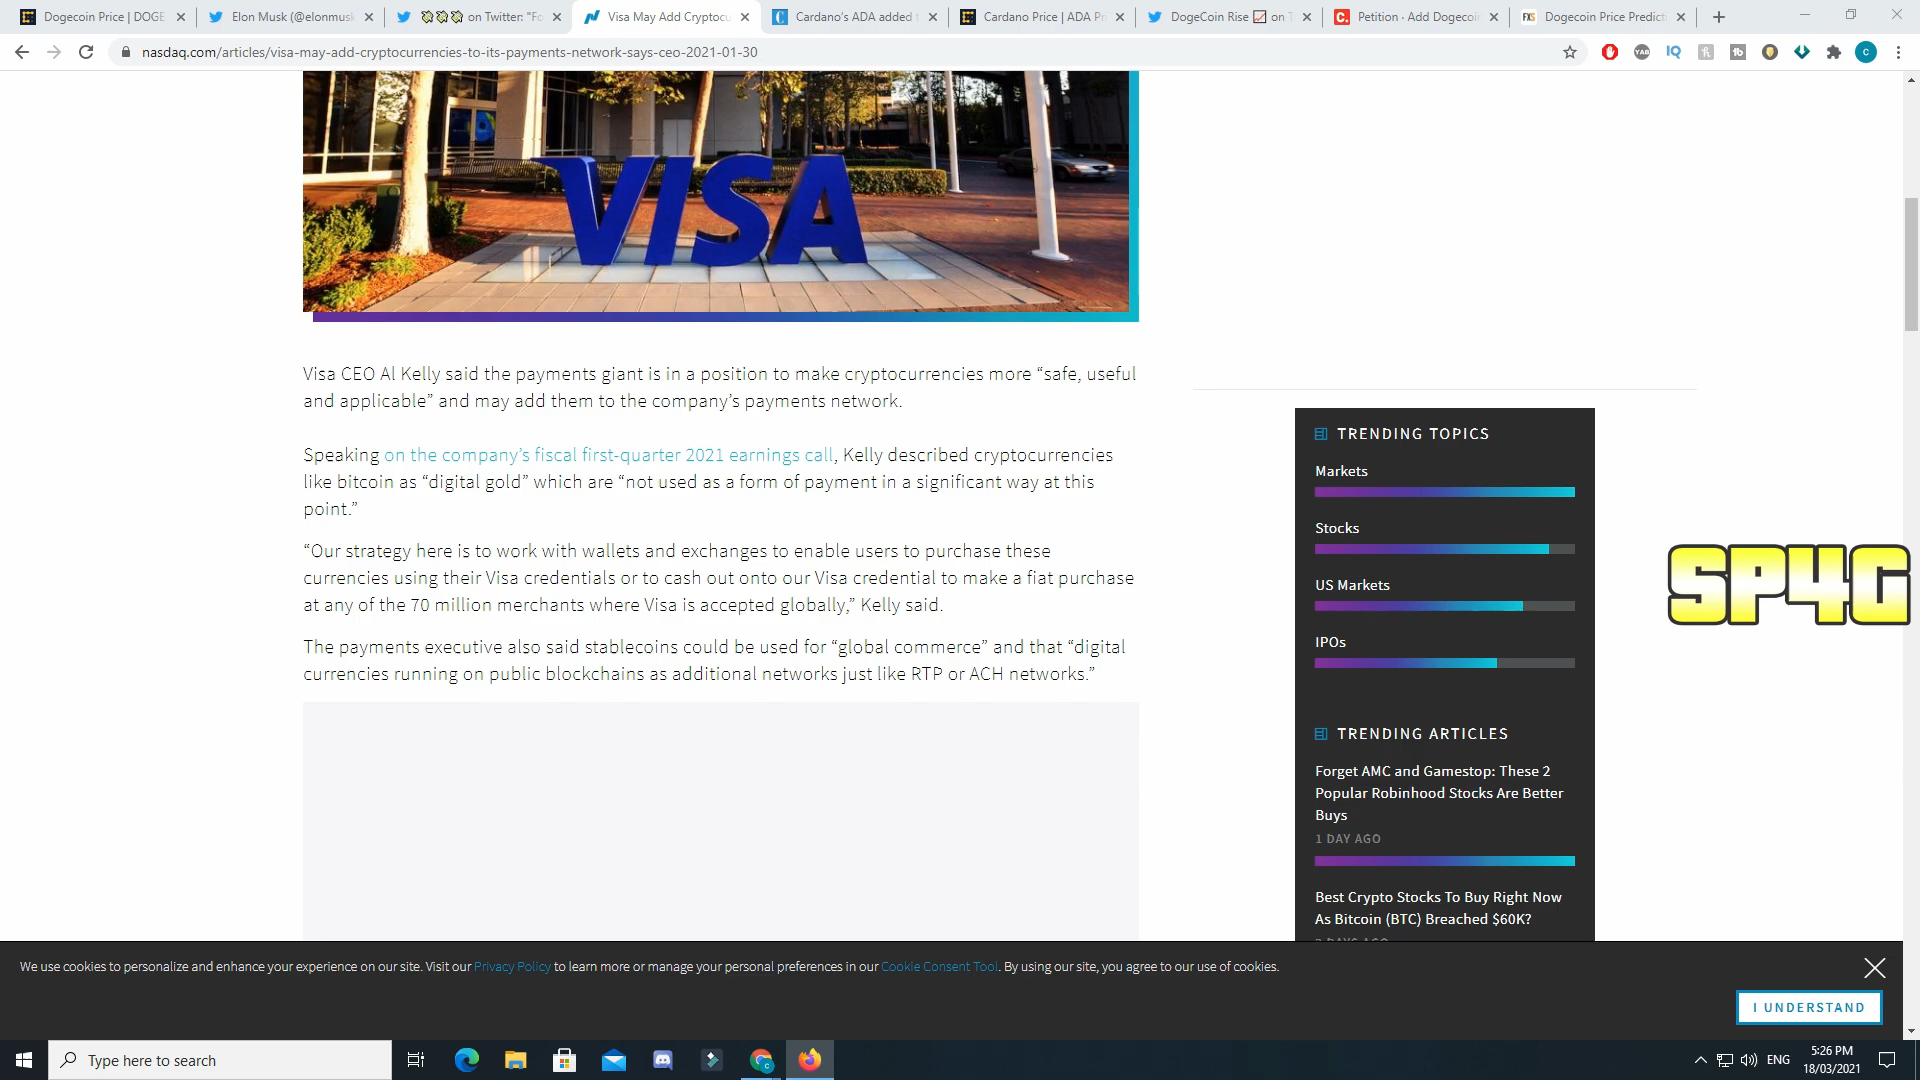 Dogecoin Price | DOGE
Elon Musk (@elonmusk
on Twitter: "Fo
Visa May Add Cryptocu
Cardano's ADA added t
Cardano Price | ADA Pr
DogeCoin Rise 📈 on T
Petition · Add Dogecoin
Dogecoin Price Predicti
nasdaq.com/articles/visa-may-add-cryptocurrencies-to-its-payments-network-says-ceo-2021-01-30
VISA
Visa CEO Al Kelly said the payments giant is in a position to make cryptocurrencies more “safe, useful
and applicable” and may add them to the company’s payments network.
Speaking on the company’s fiscal first-quarter 2021 earnings call, Kelly described cryptocurrencies
like bitcoin as “digital gold” which are “not used as a form of payment in a significant way at this
point.”
“Our strategy here is to work with wallets and exchanges to enable users to purchase these
currencies using their Visa credentials or to cash out onto our Visa credential to make a fiat purchase
at any of the 70 million merchants where Visa is accepted globally,” Kelly said.
The payments executive also said stablecoins could be used for “global commerce” and that “digital
currencies running on public blockchains as additional networks just like RTP or ACH networks.”
TRENDING TOPICS
Markets
Stocks
US Markets
IPOs
TRENDING ARTICLES
Forget AMC and Gamestop: These 2
Popular Robinhood Stocks Are Better
Buys
1 DAY AGO
Best Crypto Stocks To Buy Right Now
As Bitcoin (BTC) Breached $60K?
SP4G
We use cookies to personalize and enhance your experience on our site. Visit our Privacy Policy to learn more or manage your personal preferences in our Cookie Consent Tool. By using our site, you agree to our use of cookies.
I UNDERSTAND
Type here to search
ENG
5:26 PM
18/03/2021